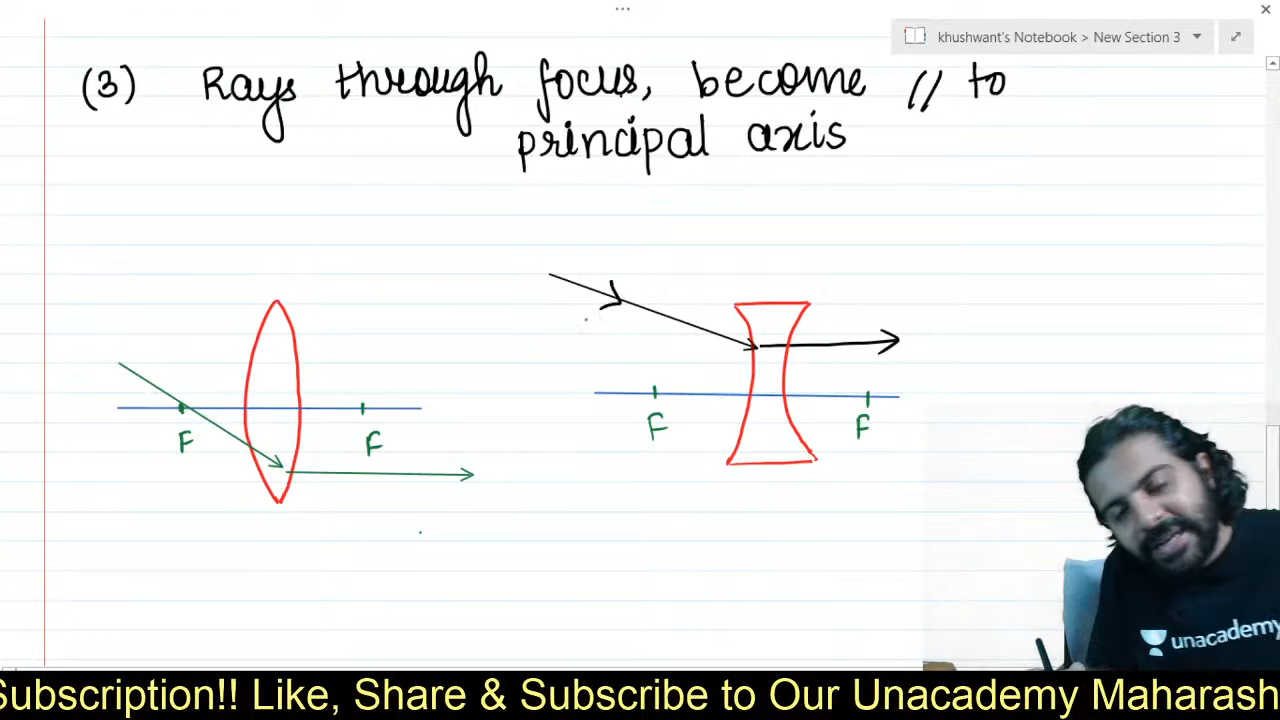 ...
khushwant's Notebook > New Section 3
(3) Rays through focus, become // to
principal axis
F
F
F
F
unacademy
Subscription!! Like, Share & Subscribe to Our Unacademy Maharash